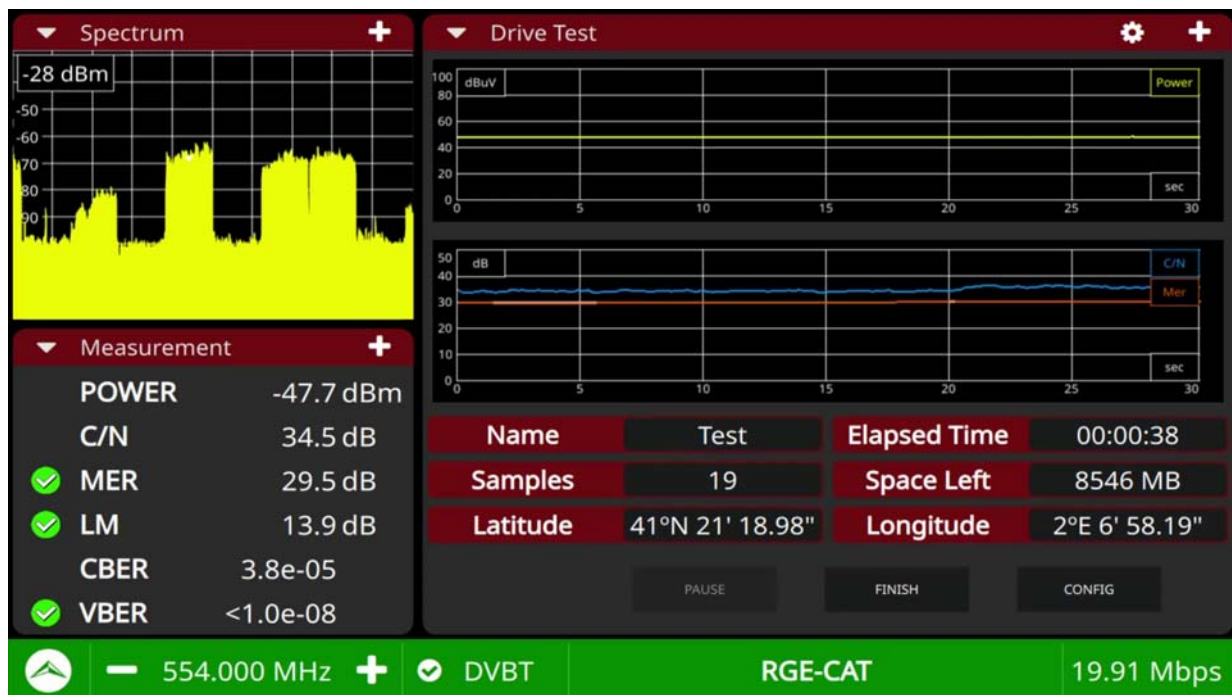 Spectrum
-28 dBm
-50
-60
-70
-80
-90
Measurement
POWER -47.7 dBm
C/N 34.5 dB
MER 29.5 dB
LM 13.9 dB
CBER 3.8e-05
VBER <1.0e-08
Drive Test
dBuV
Power
100
80
60
40
20
0
sec
0 5 10 15 20 25 30
dB
C/N
Mer
50
40
30
20
10
0
sec
0 5 10 15 20 25 30
Name Test Elapsed Time 00:00:38
Samples 19 Space Left 8546 MB
Latitude 41ºN 21' 18.98" Longitude 2ºE 6' 58.19"
PAUSE FINISH CONFIG
554.000 MHz DVBT RGE-CAT 19.91 Mbps